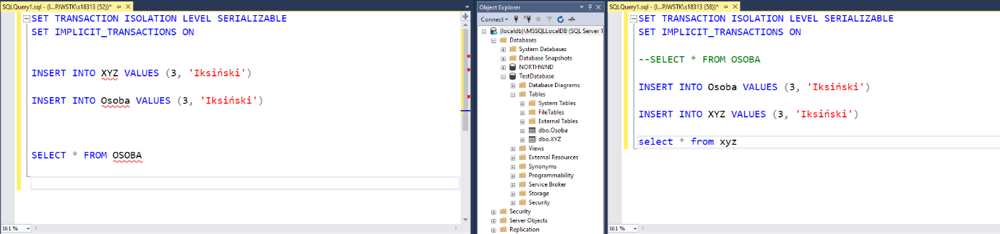 SQLQuery1.sql - (l...PJWSTK\s18313 (52))*
SET TRANSACTION ISOLATION LEVEL SERIALIZABLE
SET IMPLICIT_TRANSACTIONS ON
INSERT INTO XYZ VALUES (3, 'Iksiński')
INSERT INTO Osoba VALUES (3, 'Iksiński')
SELECT * FROM OSOBA
161 %
Object Explorer
Connect
(localdb)\MSSQLLocalDB (SQL Server 1
Databases
System Databases
Database Snapshots
NORTHWND
TestDatabase
Database Diagrams
Tables
System Tables
FileTables
External Tables
dbo.Osoba
dbo.XYZ
Views
External Resources
Synonyms
Programmability
Service Broker
Storage
Security
Security
Server Objects
Replication
SQLQuery1.sql - (l...PJWSTK\s18313 (58))*
SET TRANSACTION ISOLATION LEVEL SERIALIZABLE
SET IMPLICIT_TRANSACTIONS ON
--SELECT * FROM OSOBA
INSERT INTO Osoba VALUES (3, 'Iksiński')
INSERT INTO XYZ VALUES (3, 'Iksiński')
select * from xyz
161 %